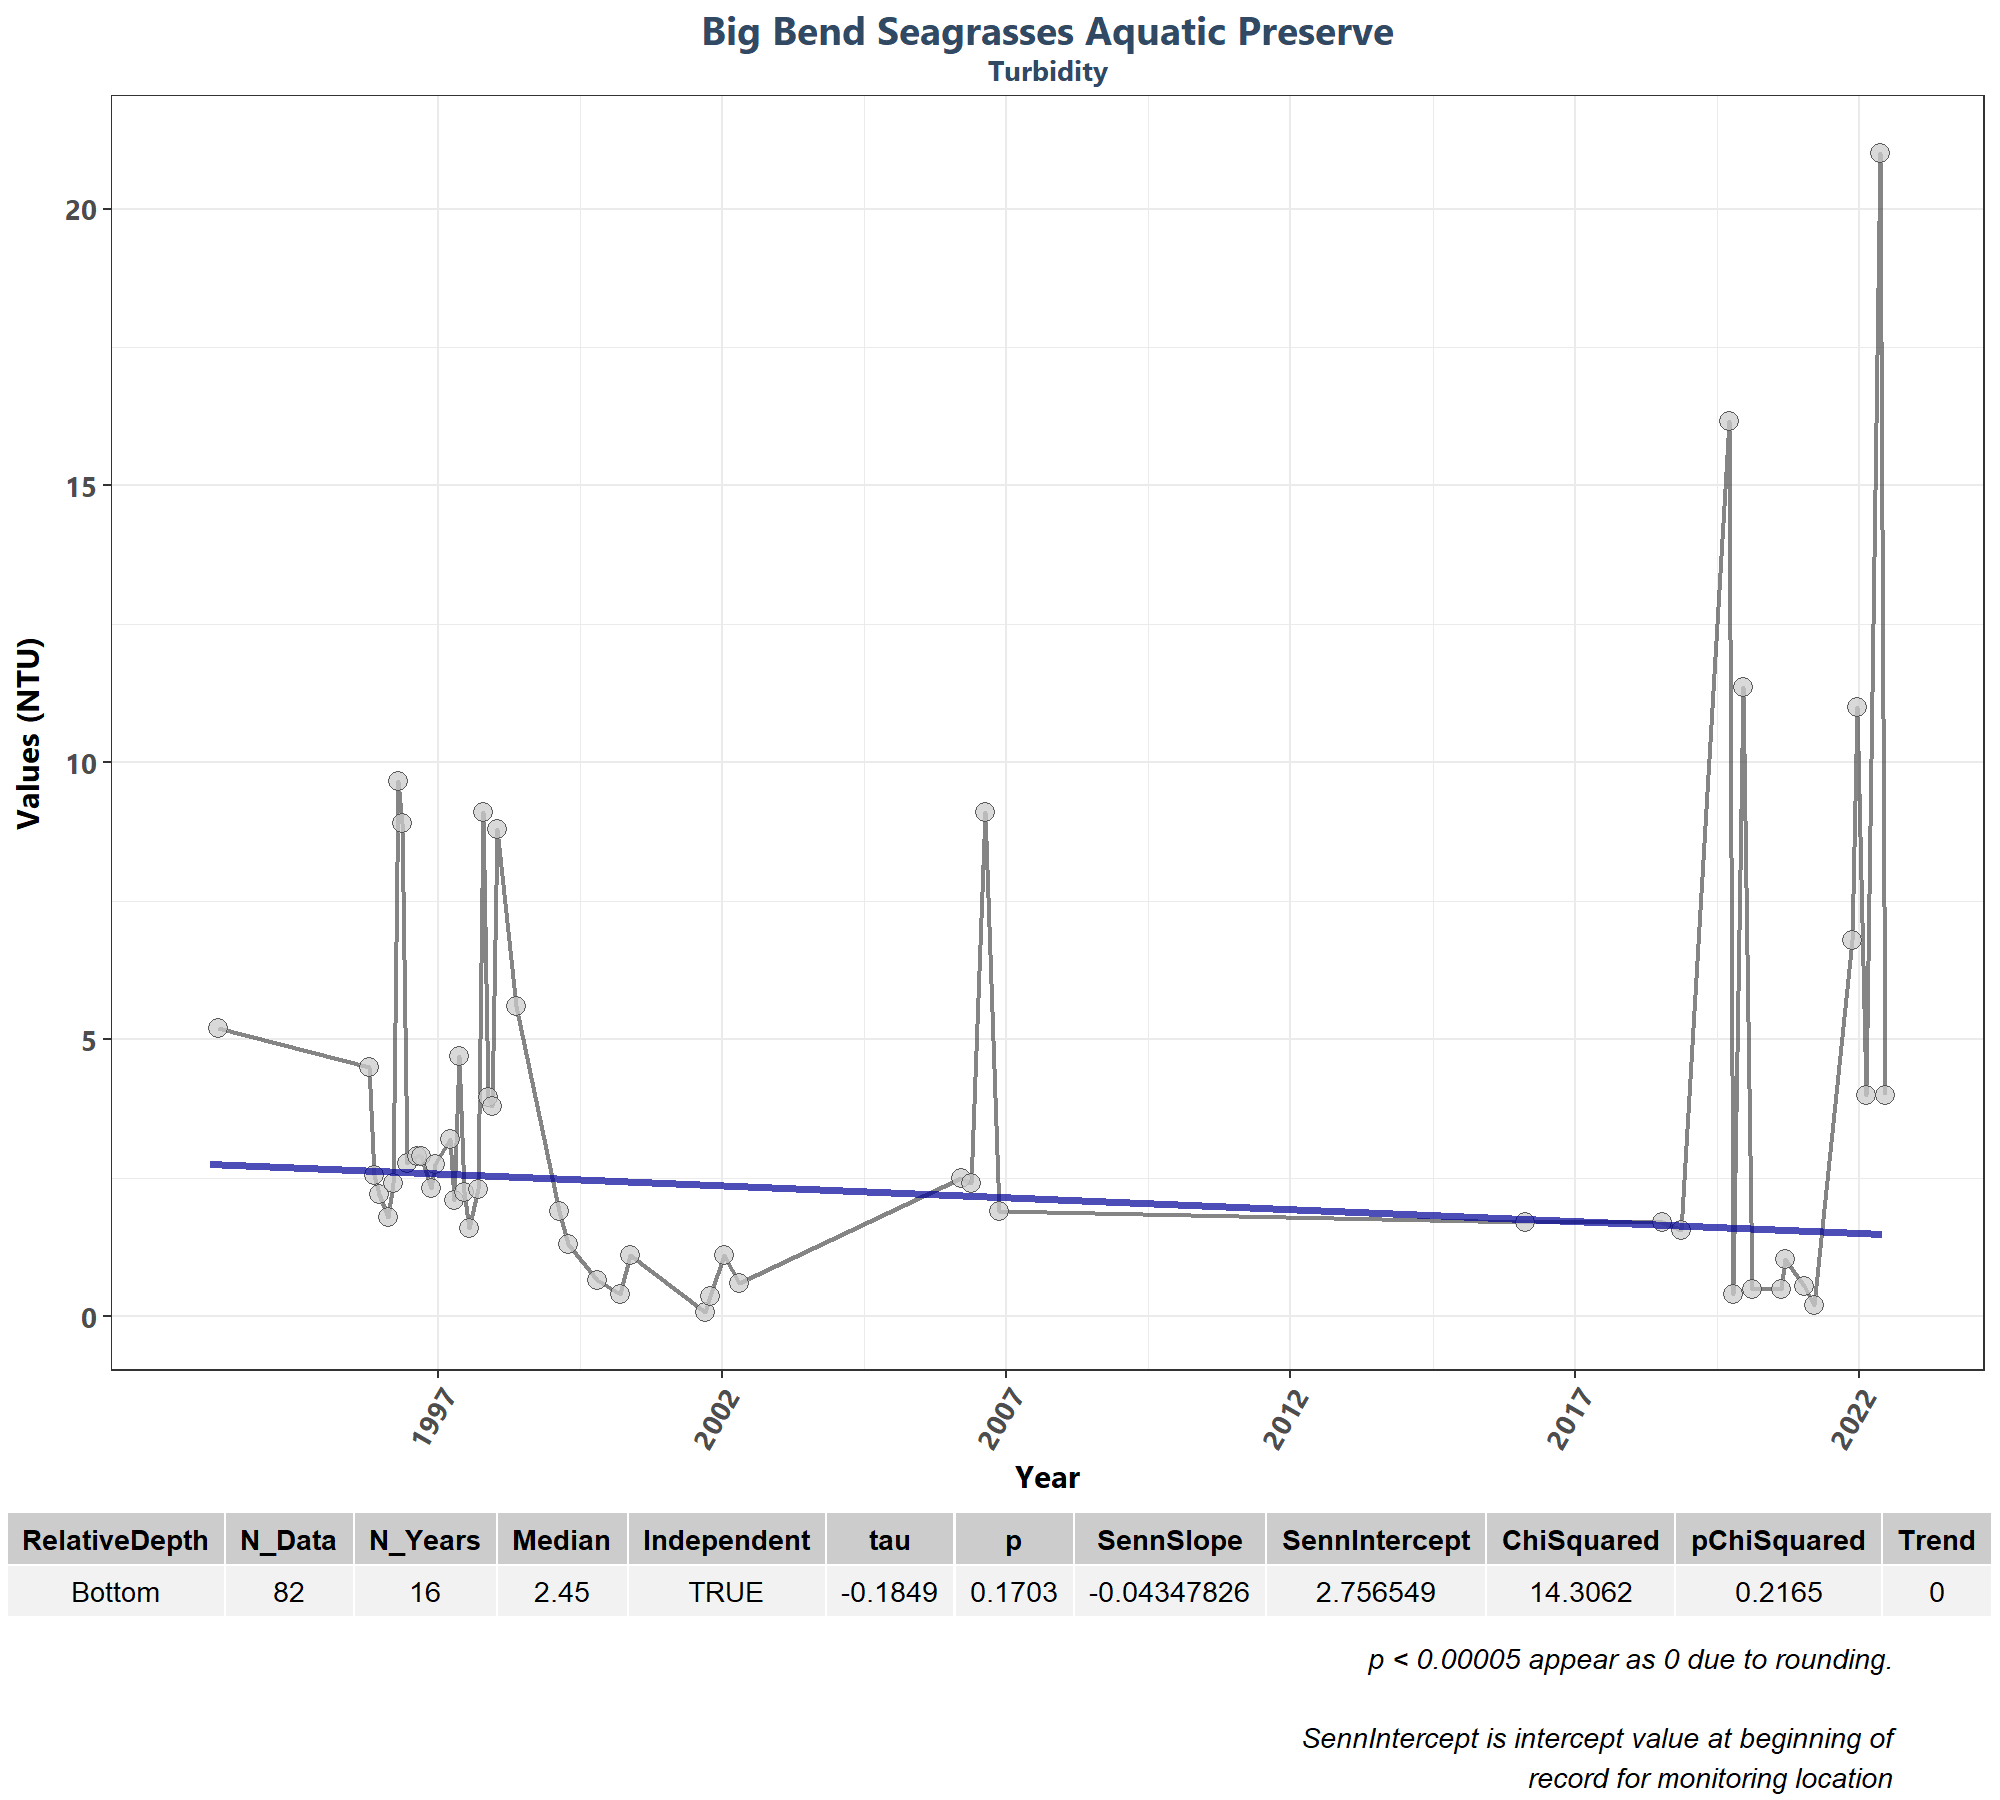 Big Bend Seagrasses Aquatic Preserve
Turbidity
Values (NTU)
20
15
10
5
0
1997 2002 2007 2012 2017 2022
Year
RelativeDepth N_Data N_Years Median Independent tau p SennSlope SennIntercept ChiSquared pChiSquared Trend
Bottom 82 16 2.45 TRUE -0.1849 0.1703 -0.04347826 2.756549 14.3062 0.2165 0
p < 0.00005 appear as 0 due to rounding.
SennIntercept is intercept value at beginning of
record for monitoring location